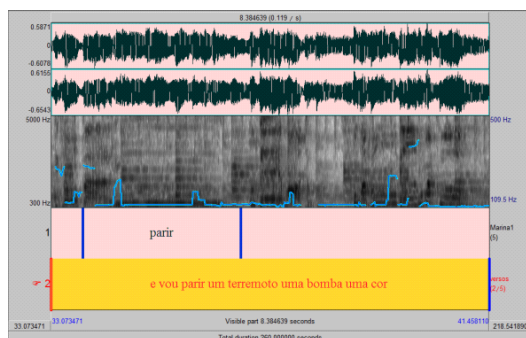 8.384639 (0.119 / s)
0.5871
0
-0.6078
0.6155
0
-0.6543
5000 Hz 500 Hz
300 Hz 109.5 Hz
1 parir Marina1
(5)
2 e vou parir um terremoto uma bomba uma cor versos
(2/5)
33.073471 Visible part 8.384639 seconds 41.458110
33.073471 218.541890
Total duration 260.000000 seconds